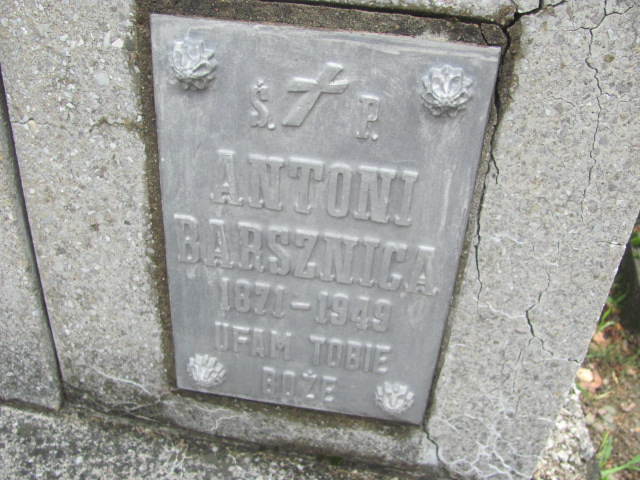 Ś. P.
ANTONI
BARSZNICA
1871-1949
UFAM TOBIE
BOŻE